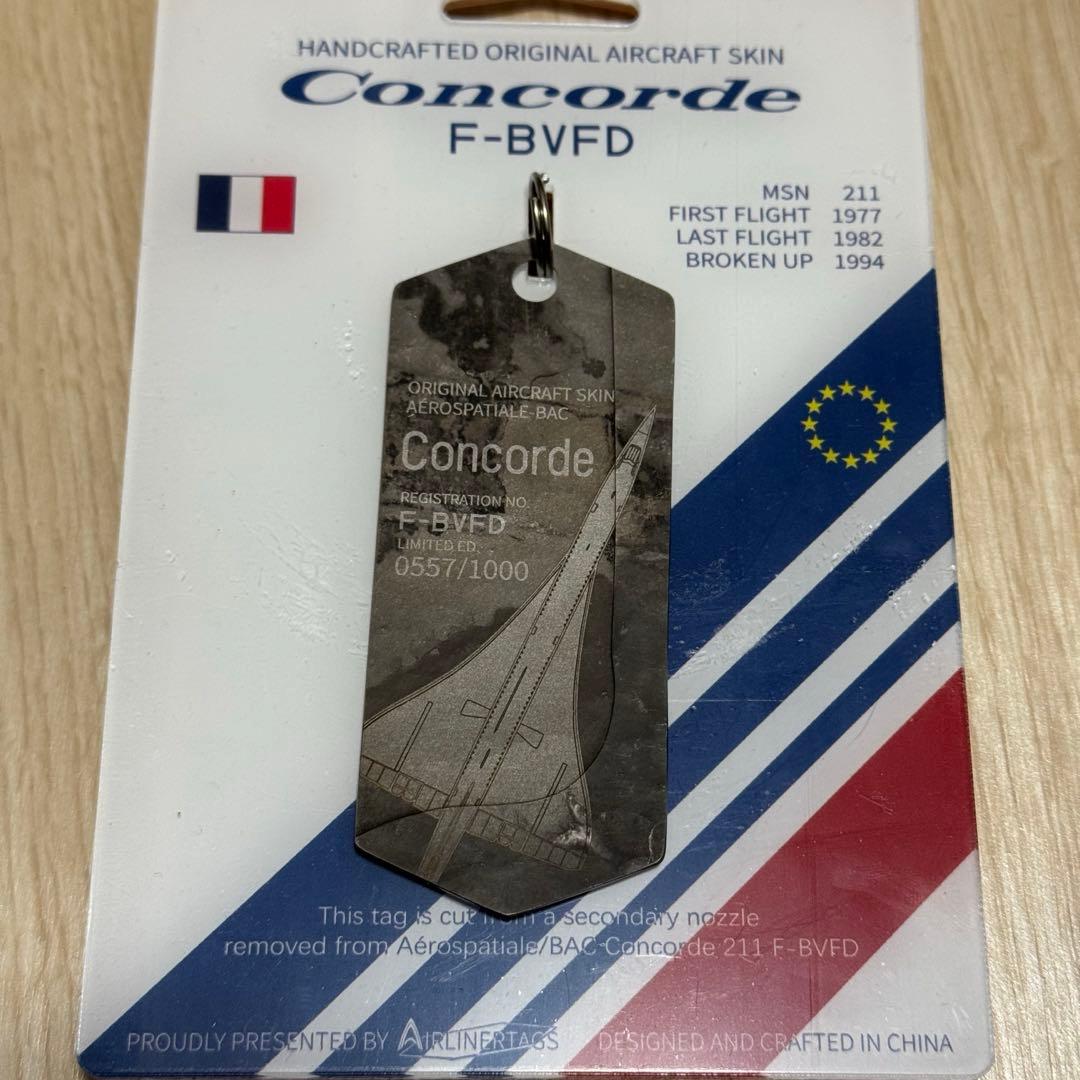 HANDCRAFTED ORIGINAL AIRCRAFT SKIN
Concorde
F-BVFD
MSN 211
FIRST FLIGHT 1977
LAST FLIGHT 1982
BROKEN UP 1994
ORIGINAL AIRCRAFT SKIN
AÉROSPATIALE-BAC
Concorde
REGISTRATION NO.
F-BVFD
LIMITED ED.
0557/1000
This tag is cut from a secondary nozzle
removed from Aérospatiale/BAC Concorde 211 F-BVFD
PROUDLY PRESENTED BY AIRLINERTAGS DESIGNED AND CRAFTED IN CHINA